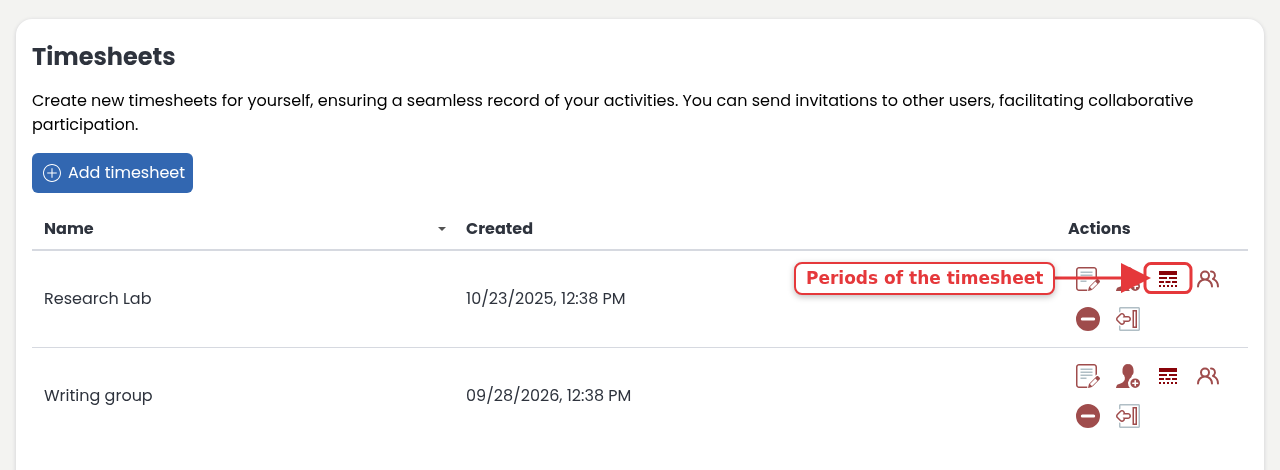 Timesheets
Create new timesheets for yourself, ensuring a seamless record of your activities. You can send invitations to other users, facilitating collaborative
participation.
Add timesheet
Name Created Actions
Periods of the timesheet
Research Lab 10/23/2025, 12:38 PM
Writing group 09/28/2026, 12:38 PM